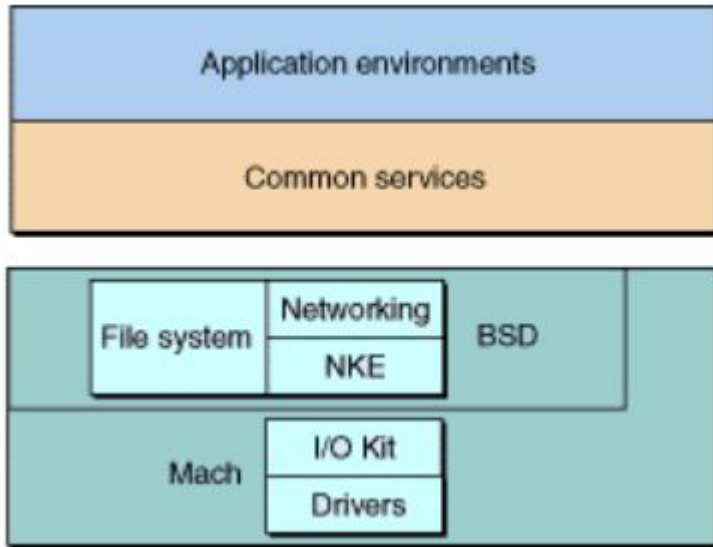 Application environments
Common services
File system
Networking
NKE
BSD
Mach
I/O Kit
Drivers